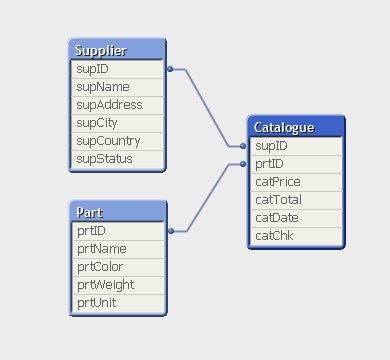 Supplier
supID
supName
supAddress
supCity
supCountry
supStatus
Catalogue
supID
prtID
catPrice
catTotal
catDate
catChk
Part
prtID
prtName
prtColor
prtWeight
prtUnit